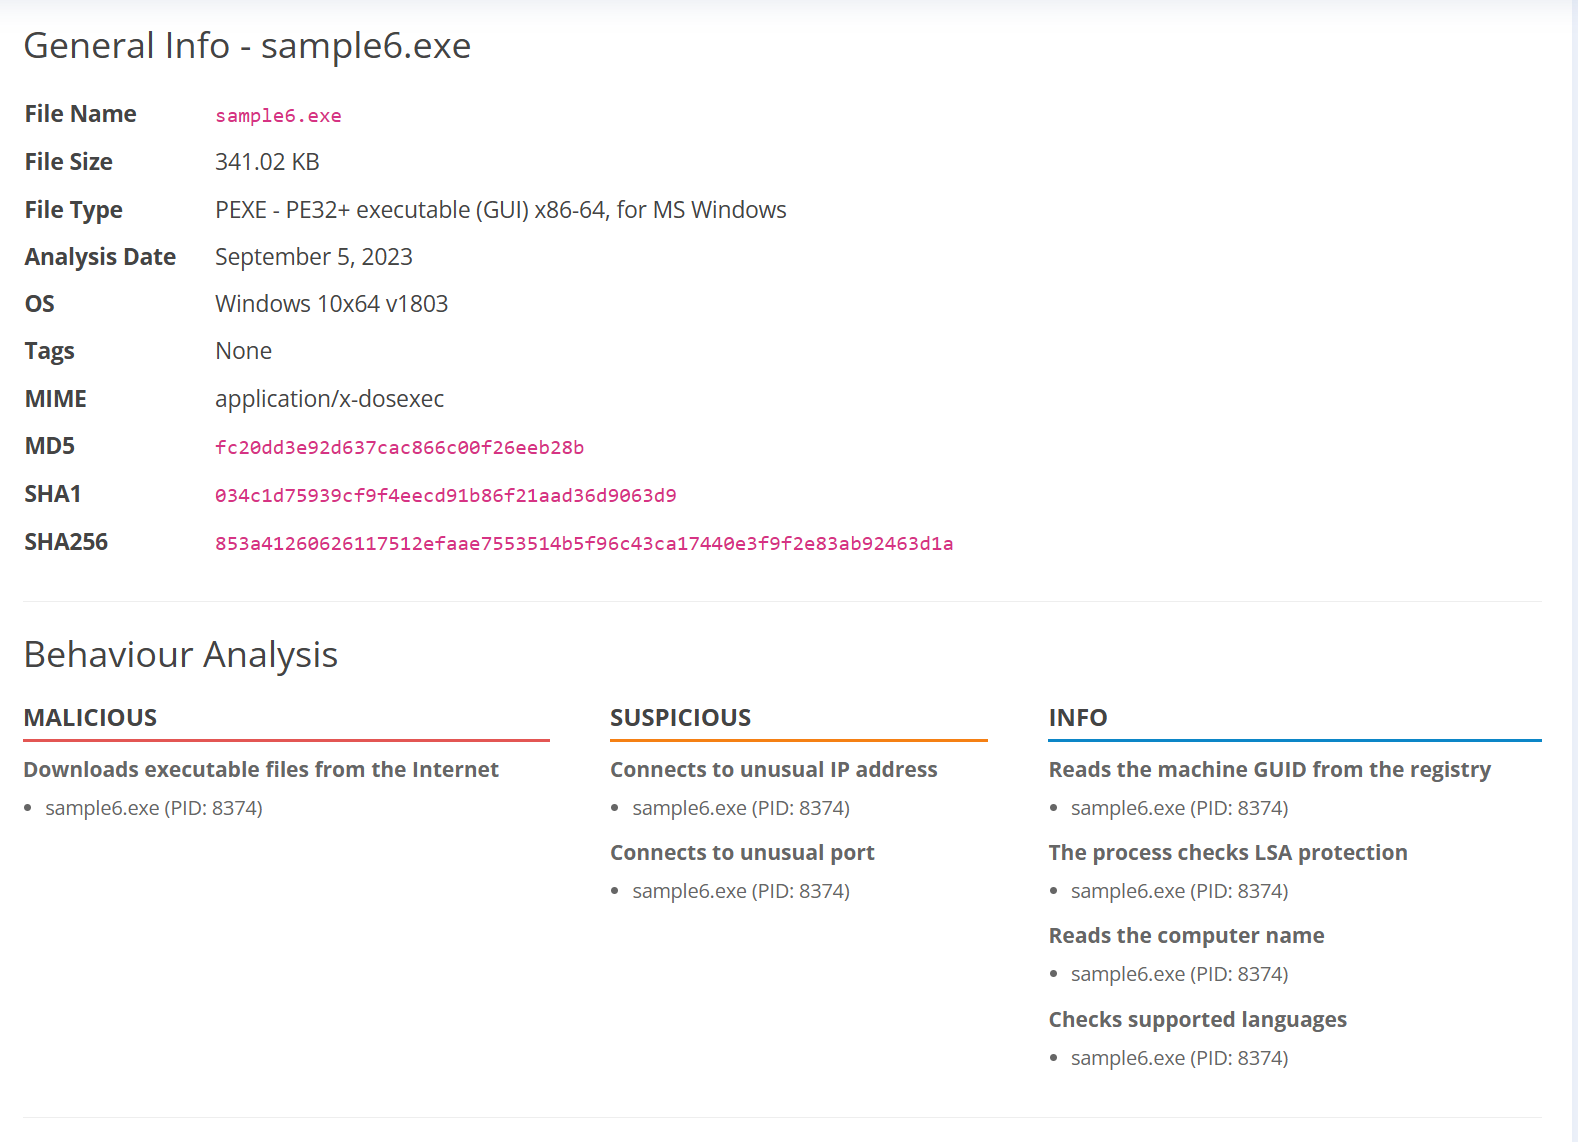 General Info - sample6.exe
File Name sample6.exe
File Size 341.02 KB
File Type PEXE - PE32+ executable (GUI) x86-64, for MS Windows
Analysis Date September 5, 2023
OS Windows 10x64 v1803
Tags None
MIME application/x-dosexec
MD5 fc20dd3e92d637cac866c00f26eeb28b
SHA1 034c1d75939cf9f4eecd91b86f21aad36d9063d9
SHA256 853a41260626117512efaae7553514b5f96c43ca17440e3f9f2e83ab92463d1a
Behaviour Analysis
MALICIOUS
Downloads executable files from the Internet
• sample6.exe (PID: 8374)
SUSPICIOUS
Connects to unusual IP address
• sample6.exe (PID: 8374)
Connects to unusual port
• sample6.exe (PID: 8374)
INFO
Reads the machine GUID from the registry
• sample6.exe (PID: 8374)
The process checks LSA protection
• sample6.exe (PID: 8374)
Reads the computer name
• sample6.exe (PID: 8374)
Checks supported languages
• sample6.exe (PID: 8374)